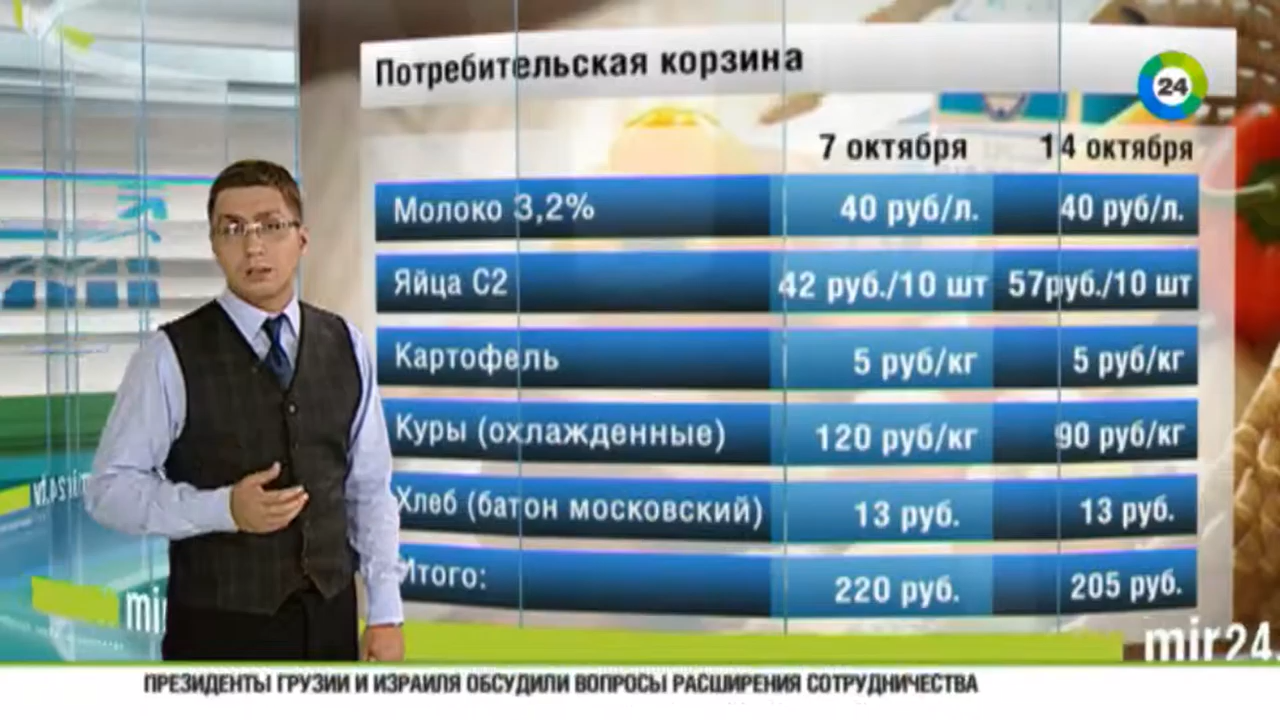 Потребительская корзина
24
7 октября 14 октября
Молоко 3,2% 40 руб/л. 40 руб/л.
Яйца С2 42 руб./10 шт 57руб./10 шт
Картофель 5 руб/кг 5 руб/кг
Куры (охлажденные) 120 руб/кг 90 руб/кг
Хлеб (батон московский) 13 руб. 13 руб.
Итого: 220 руб. 205 руб.
mir
mir24.
ПРЕЗИДЕНТЫ ГРУЗИИ И ИЗРАИЛЯ ОБСУДИЛИ ВОПРОСЫ РАСШИРЕНИЯ СОТРУДНИЧЕСТВА